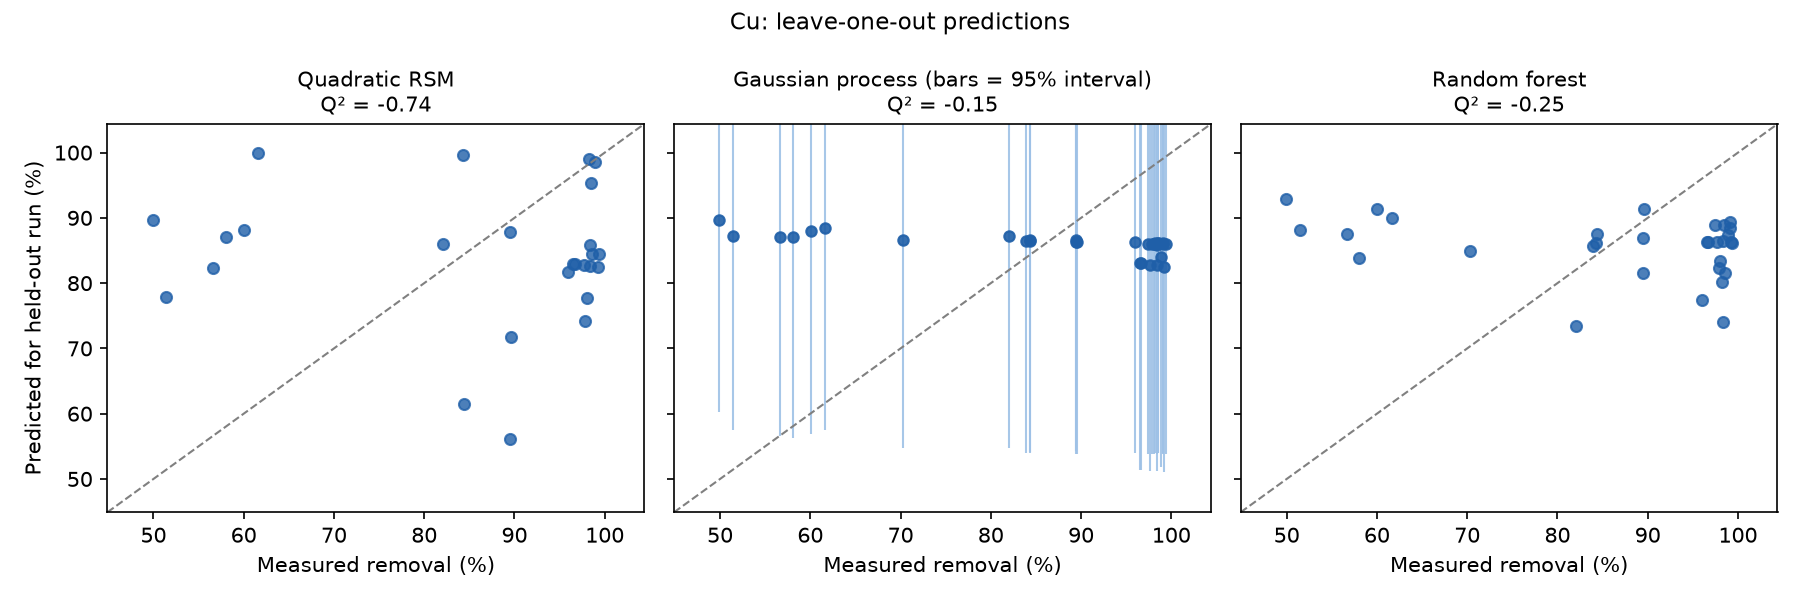 Cu: leave-one-out predictions
Quadratic RSM
Q² = -0.74
Gaussian process (bars = 95% interval)
Q² = -0.15
Random forest
Q² = -0.25
Predicted for held-out run (%)
100
90
80
70
60
50
50 60 70 80 90 100
50 60 70 80 90 100
50 60 70 80 90 100
Measured removal (%)
Measured removal (%)
Measured removal (%)